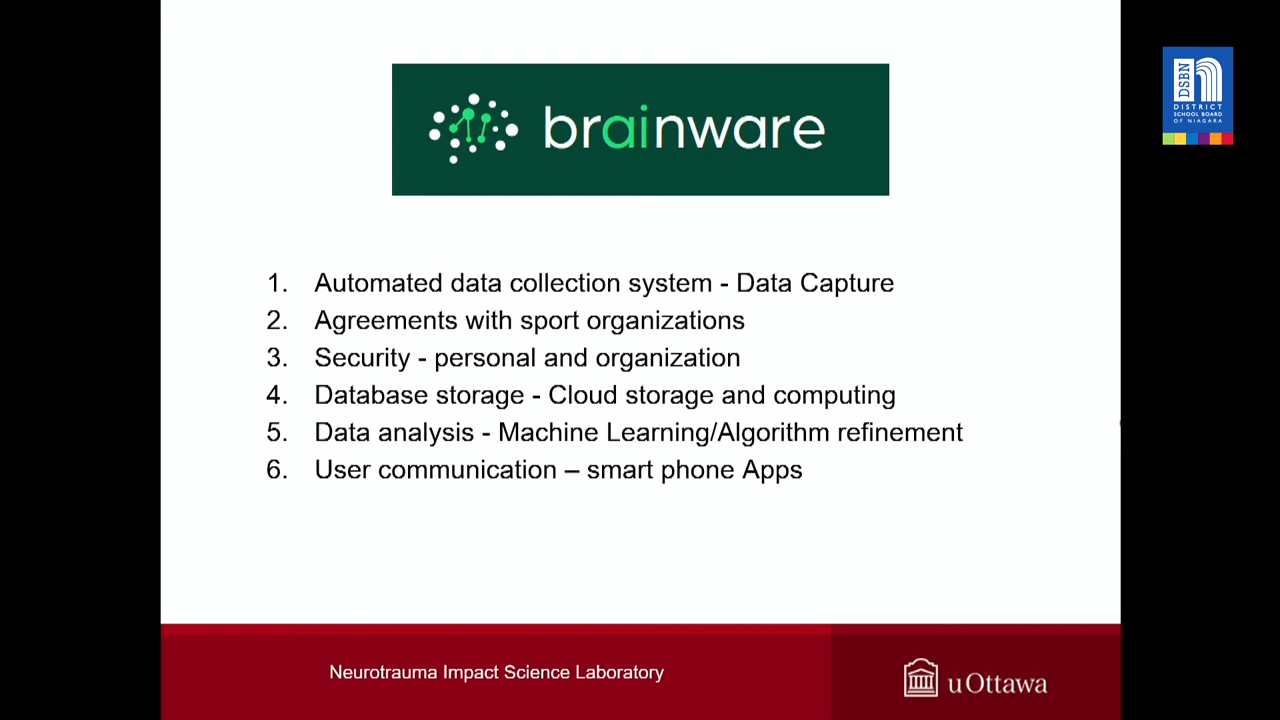 brainware
DSBN
DISTRICT
SCHOOL BOARD
OF NIAGARA
1. Automated data collection system - Data Capture
2. Agreements with sport organizations
3. Security - personal and organization
4. Database storage - Cloud storage and computing
5. Data analysis - Machine Learning/Algorithm refinement
6. User communication – smart phone Apps
Neurotrauma Impact Science Laboratory
uOttawa